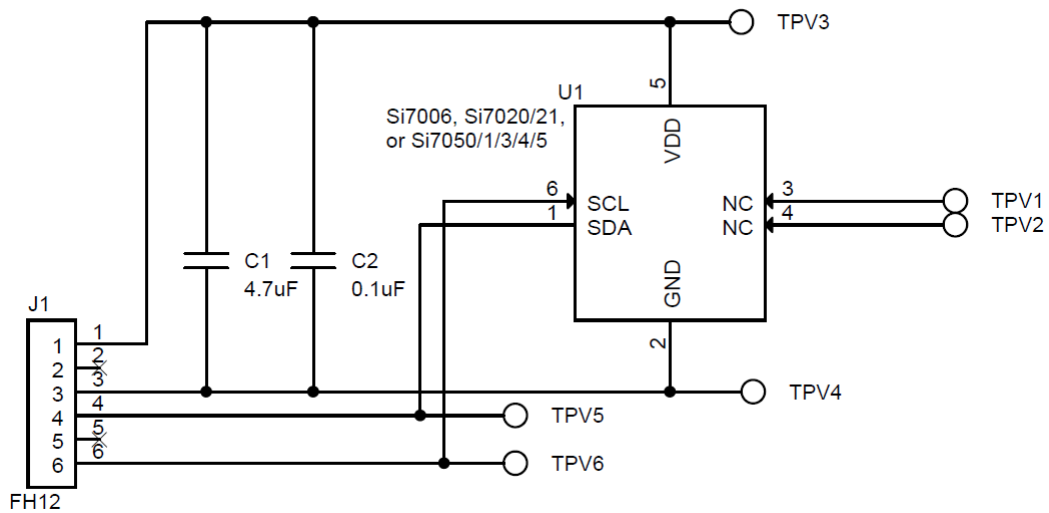 TPV3
5
U1
Si7006, Si7020/21,
or Si7050/1/3/4/5
VDD
6
SCL
NC
3
TPV1
1
SDA
NC
4
TPV2
C1
4.7uF
C2
0.1uF
GND
2
J1
1
1
2
2
3
3
TPV4
4
4
TPV5
5
5
6
6
TPV6
FH12